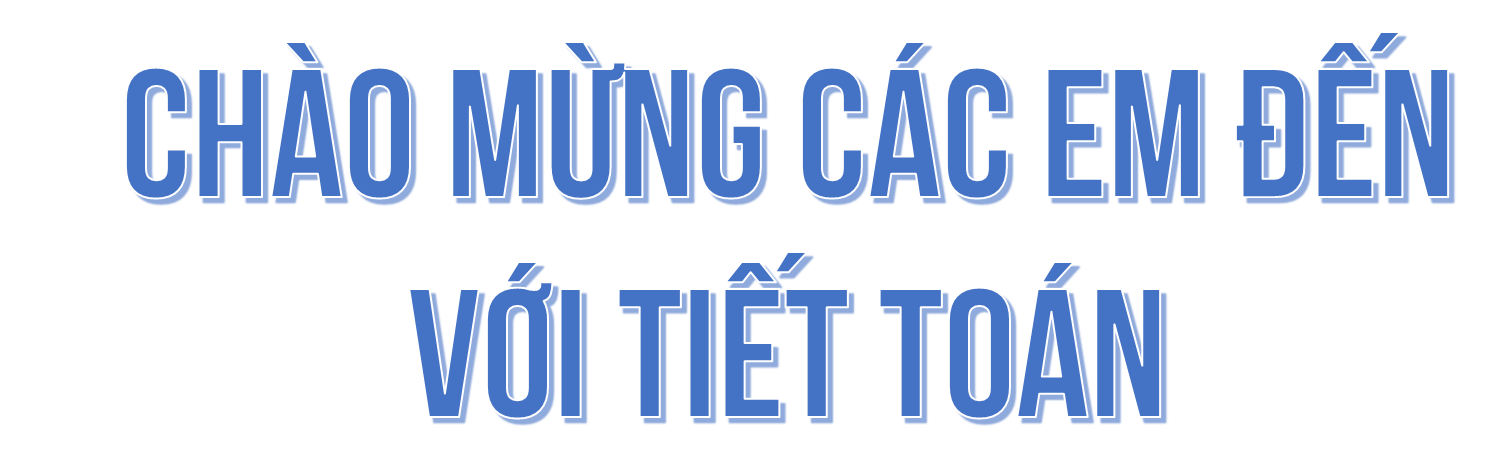 CHÀO MỪNG CÁC EM ĐẾN
VỚI TIẾT TOÁN